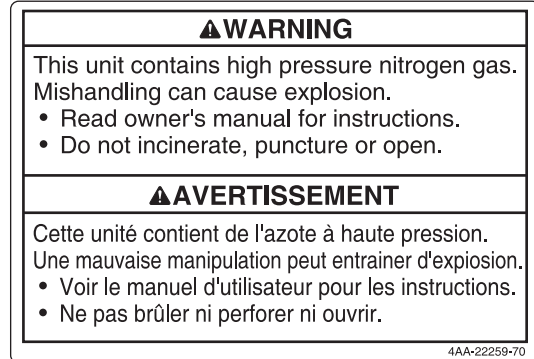 ⚠WARNING
This unit contains high pressure nitrogen gas.
Mishandling can cause explosion.
• Read owner's manual for instructions.
• Do not incinerate, puncture or open.
⚠AVERTISSEMENT
Cette unité contient de l'azote à haute pression.
Une mauvaise manipulation peut entrainer d'explosion.
• Voir le manuel d'utilisateur pour les instructions.
• Ne pas brûler ni perforer ni ouvrir.
4AA-22259-70